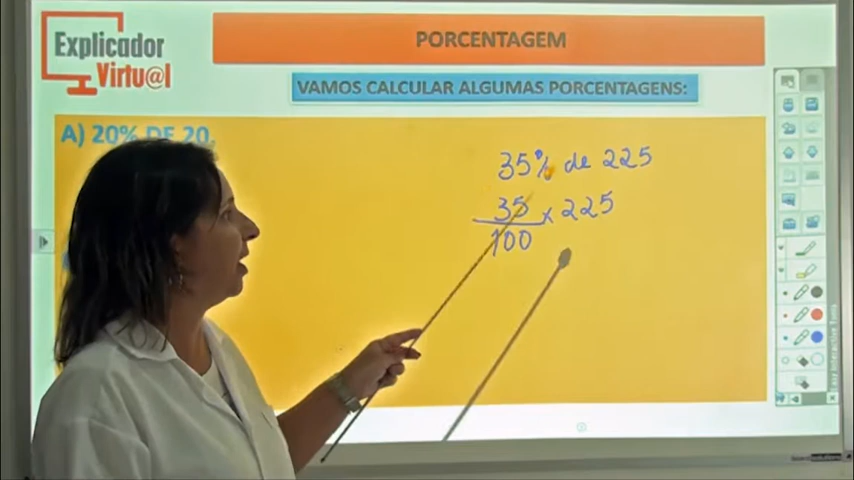 Explicador
Virtu@l
PORCENTAGEM
VAMOS CALCULAR ALGUMAS PORCENTAGENS:
A) 20% DE 20
35% de 225
35 x 225
100